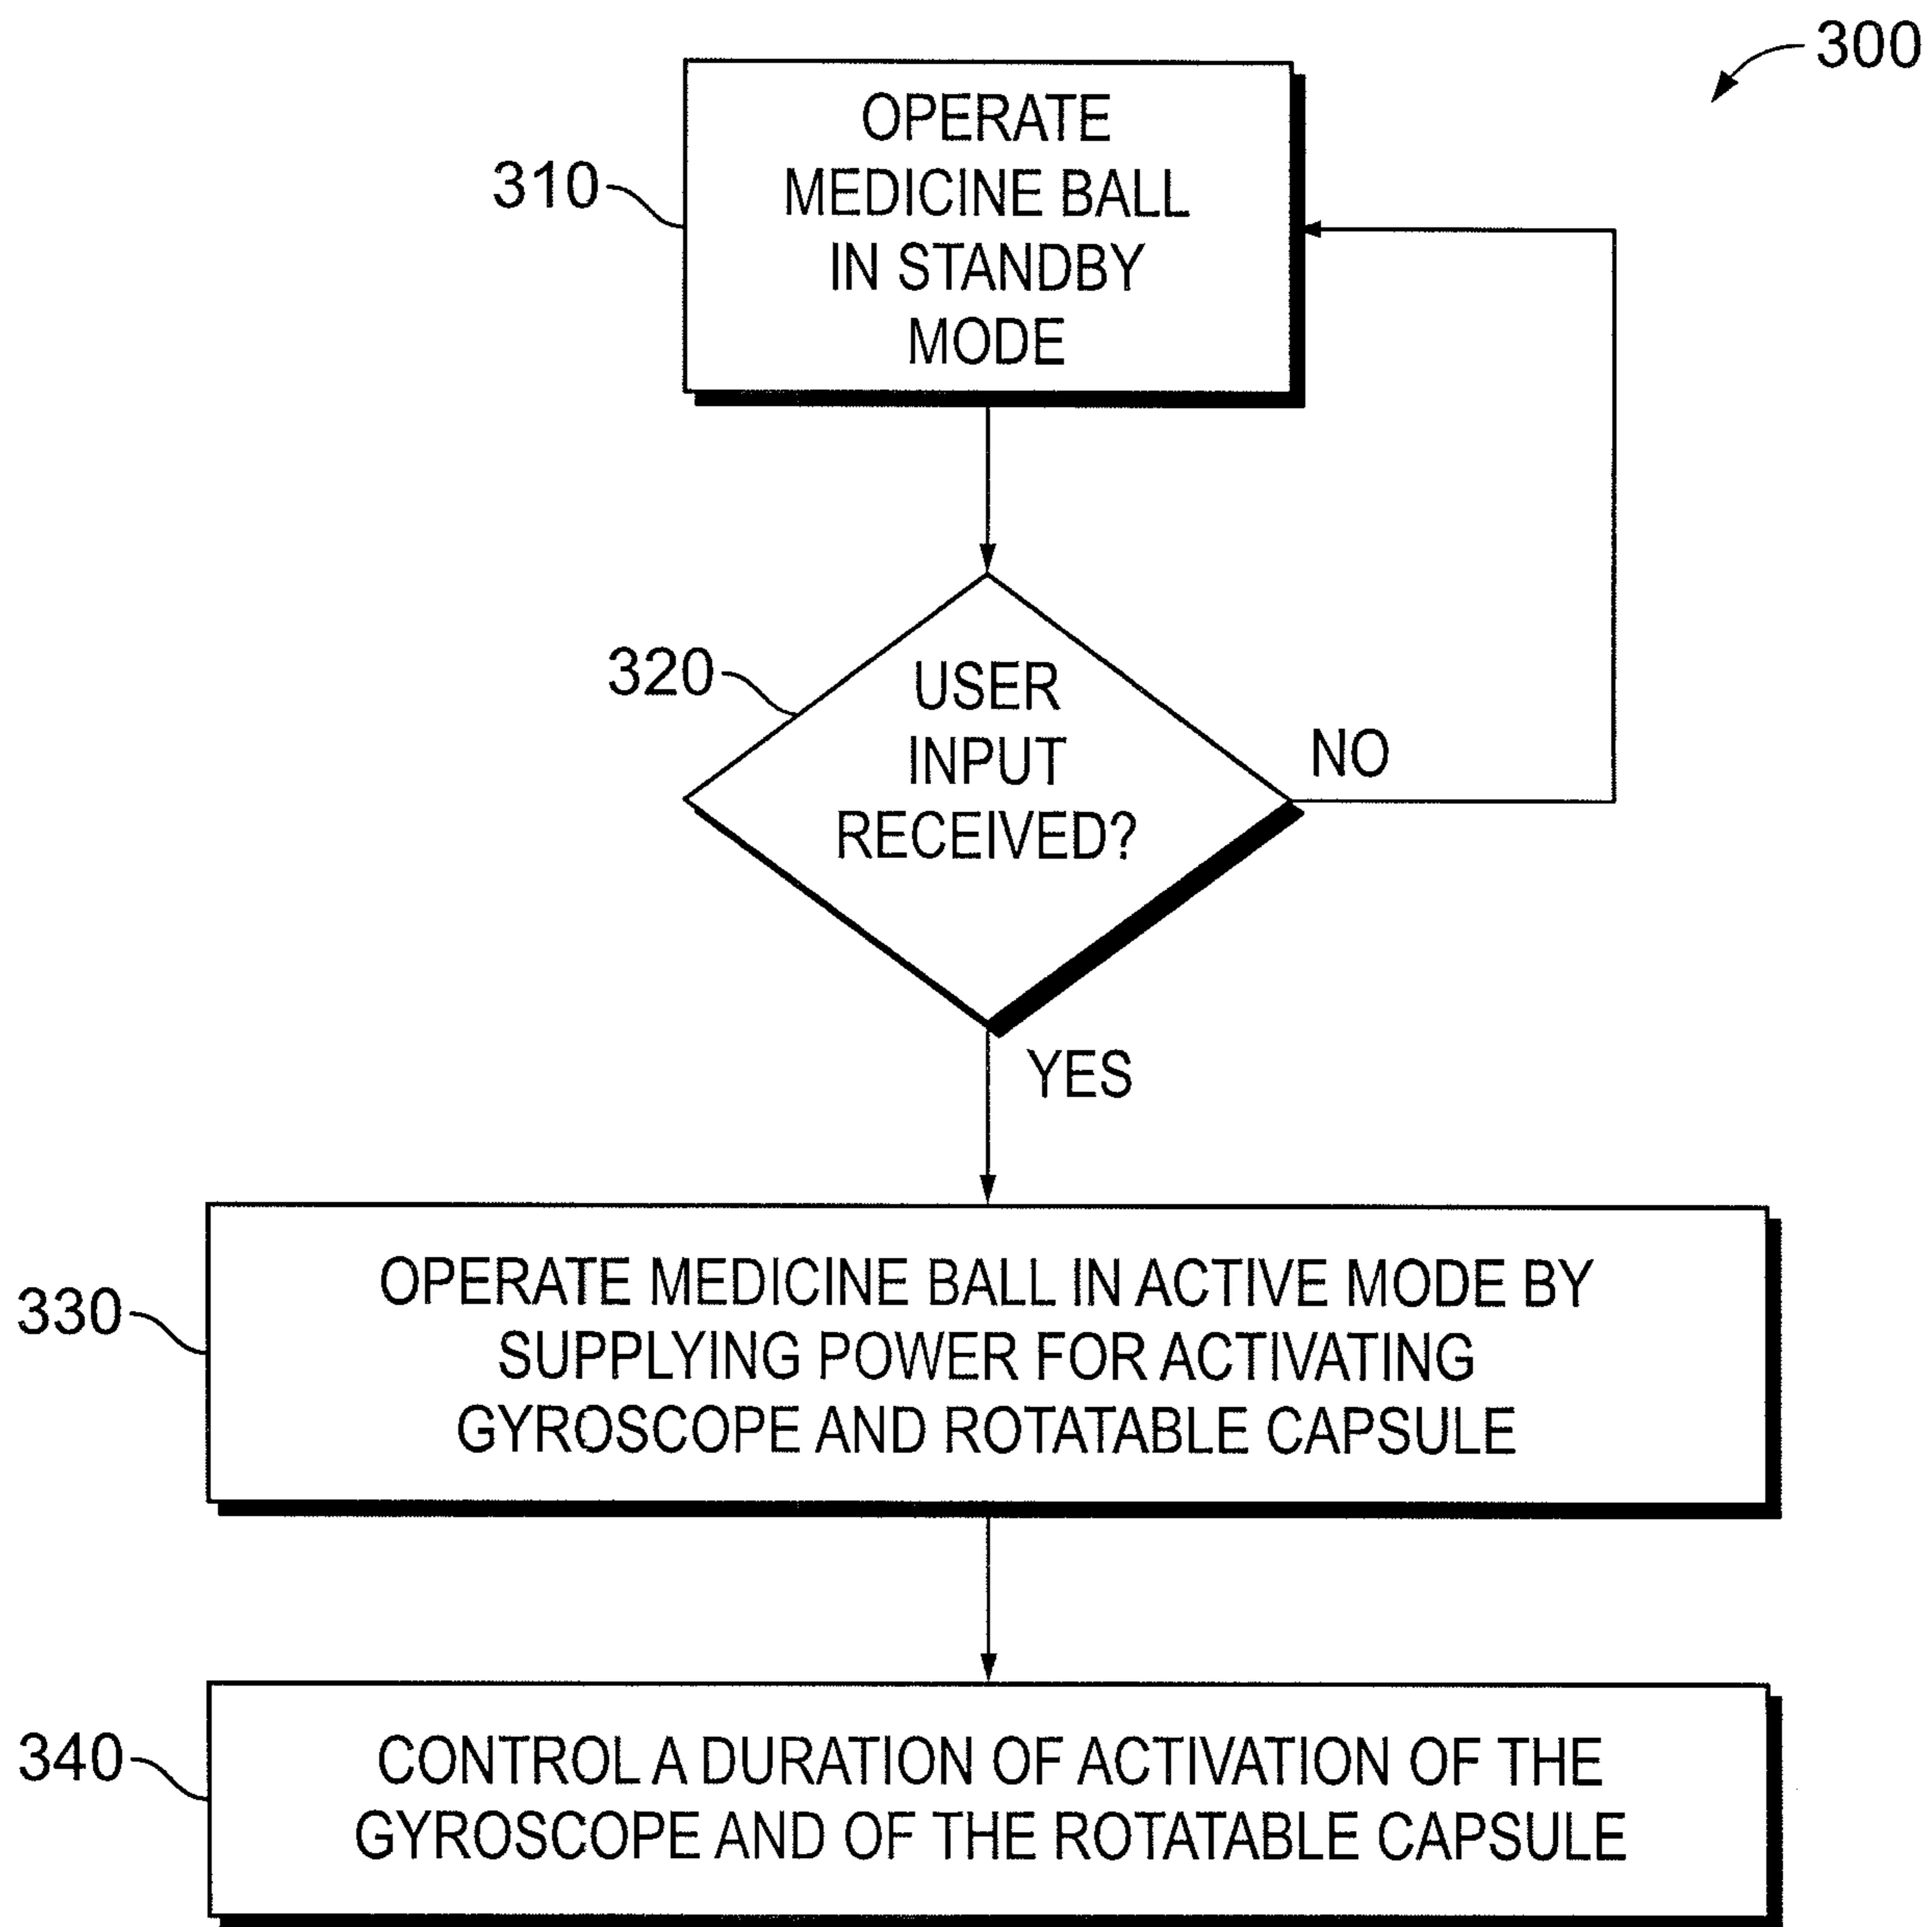 300
310
OPERATE
MEDICINE BALL
IN STANDBY
MODE
320
USER
INPUT
RECEIVED?
NO
YES
330
OPERATE MEDICINE BALL IN ACTIVE MODE BY
SUPPLYING POWER FOR ACTIVATING
GYROSCOPE AND ROTATABLE CAPSULE
340
CONTROL A DURATION OF ACTIVATION OF THE
GYROSCOPE AND OF THE ROTATABLE CAPSULE